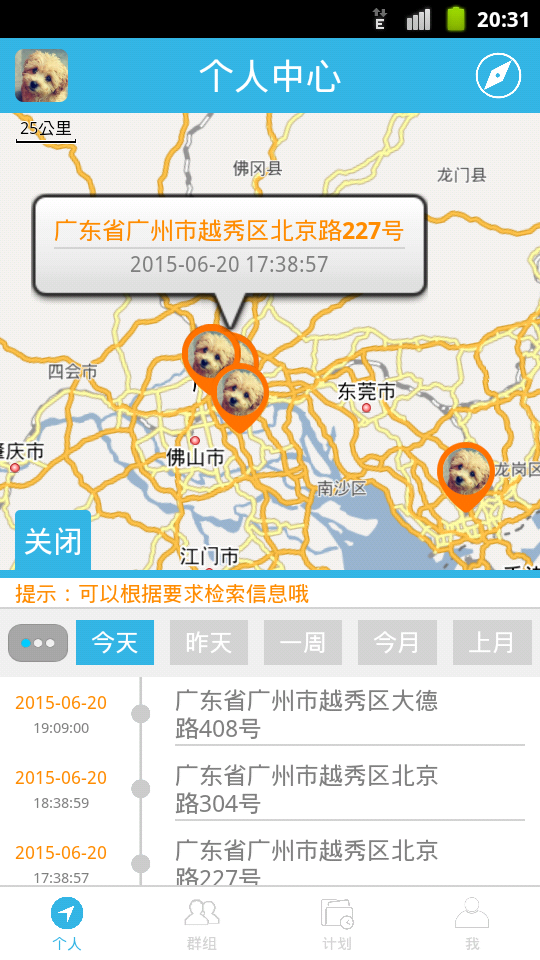 E
20:31
个人中心
25公里
佛冈县
龙门县
广东省广州市越秀区北京路227号
2015-06-20 17:38:57
四会市
东莞市
肇庆市
佛山市
南沙区
龙岗区
关闭
江门市
提示：可以根据要求检索信息哦
今天
昨天
一周
今月
上月
2015-06-20
19:09:00
广东省广州市越秀区大德
路408号
2015-06-20
18:38:59
广东省广州市越秀区北京
路304号
2015-06-20
17:38:57
广东省广州市越秀区北京
路227号
个人
群组
计划
我